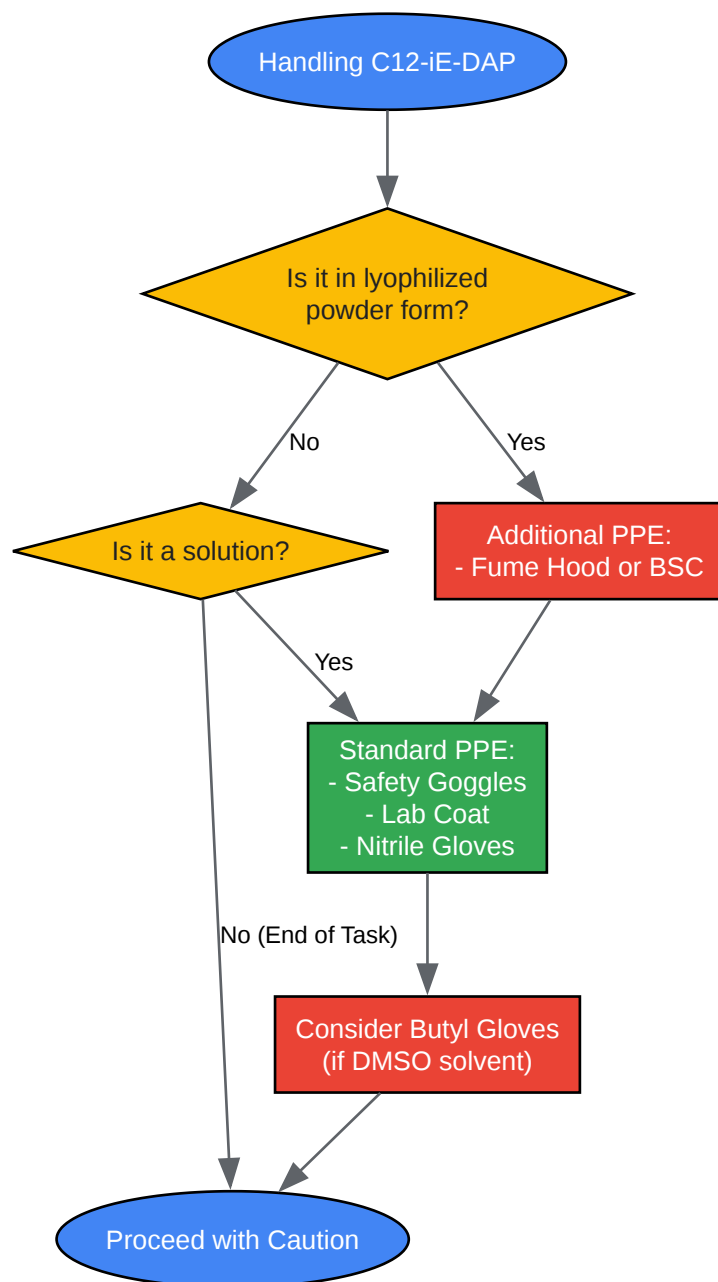 Handling C12-iE-DAP
Is it in lyophilized
powder form?
No
Yes
Is it a solution?
Additional PPE:
- Fume Hood or BSC
Yes
Standard PPE:
- Safety Goggles
- Lab Coat
- Nitrile Gloves
No (End of Task)
Consider Butyl Gloves
(if DMSO solvent)
Proceed with Caution